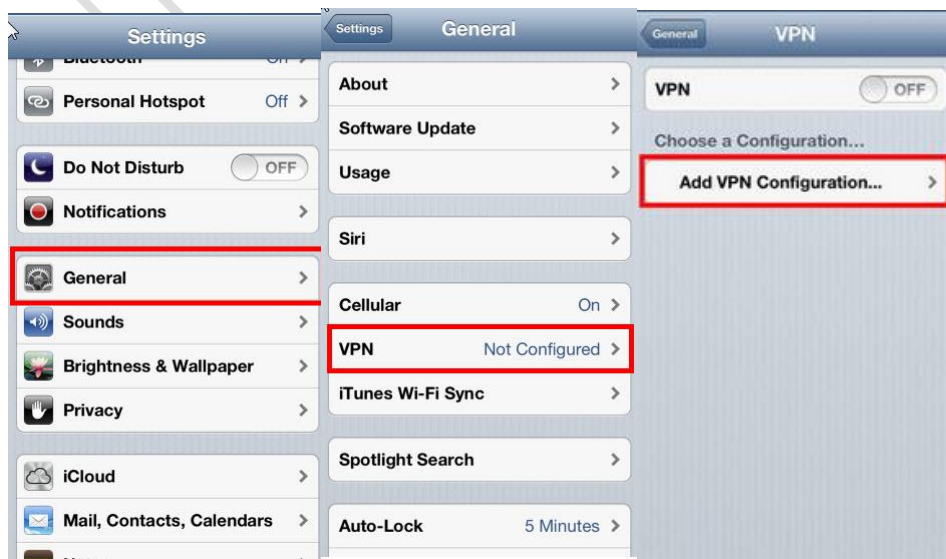 Settings
Personal Hotspot Off
Do Not Disturb OFF
Notifications
General
Sounds
Brightness & Wallpaper
Privacy
iCloud
Mail, Contacts, Calendars
Settings General
About
Software Update
Usage
Siri
Cellular On
VPN Not Configured
iTunes Wi-Fi Sync
Spotlight Search
Auto-Lock 5 Minutes
General VPN
VPN OFF
Choose a Configuration...
Add VPN Configuration...